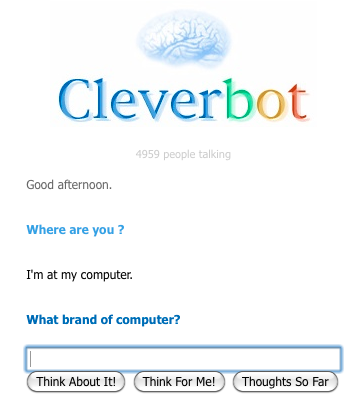 Cleverbot
4959 people talking
Good afternoon.
Where are you ?
I'm at my computer.
What brand of computer?
Think About It! Think For Me! Thoughts So Far